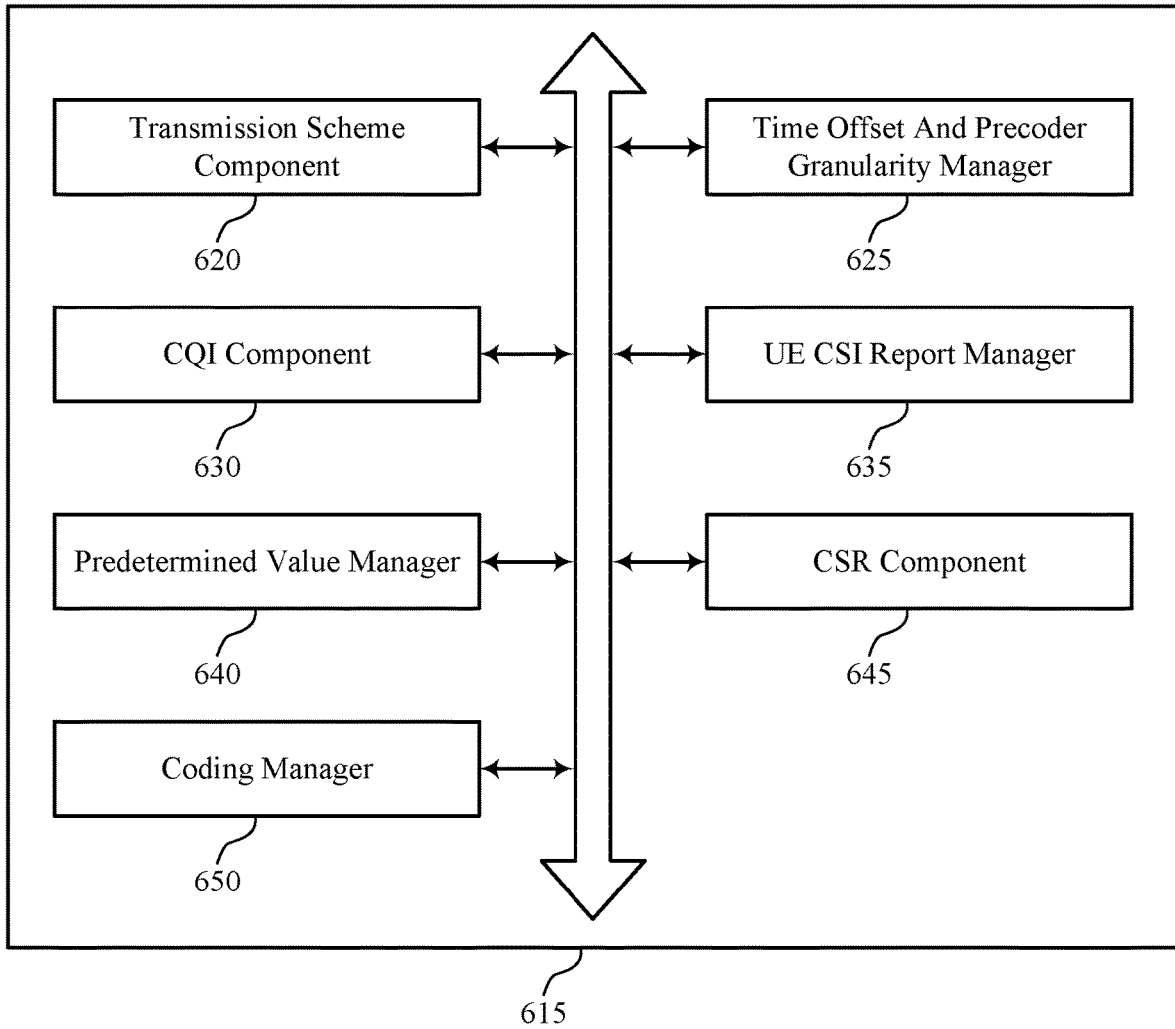 Transmission Scheme
Component
620
Time Offset And Precoder
Granularity Manager
625
CQI Component
630
UE CSI Report Manager
635
Predetermined Value Manager
640
CSR Component
645
Coding Manager
650
615